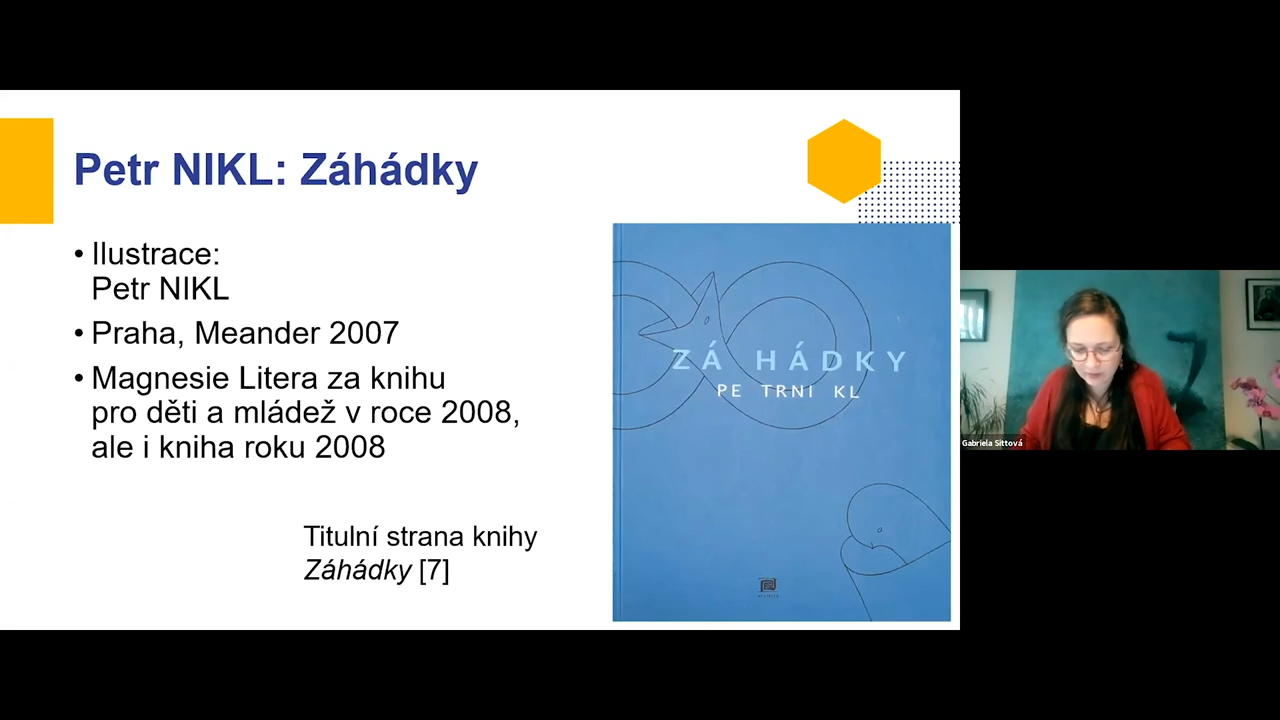 Petr NIKL: Záhádky
• Ilustrace:
Petr NIKL
• Praha, Meander 2007
• Magnesie Litera za knihu
pro děti a mládež v roce 2008,
ale i kniha roku 2008
Titulní strana knihy
Záhádky [7]
ZÁ HÁDKY
PE TRNI KL
Gabriela Sittová